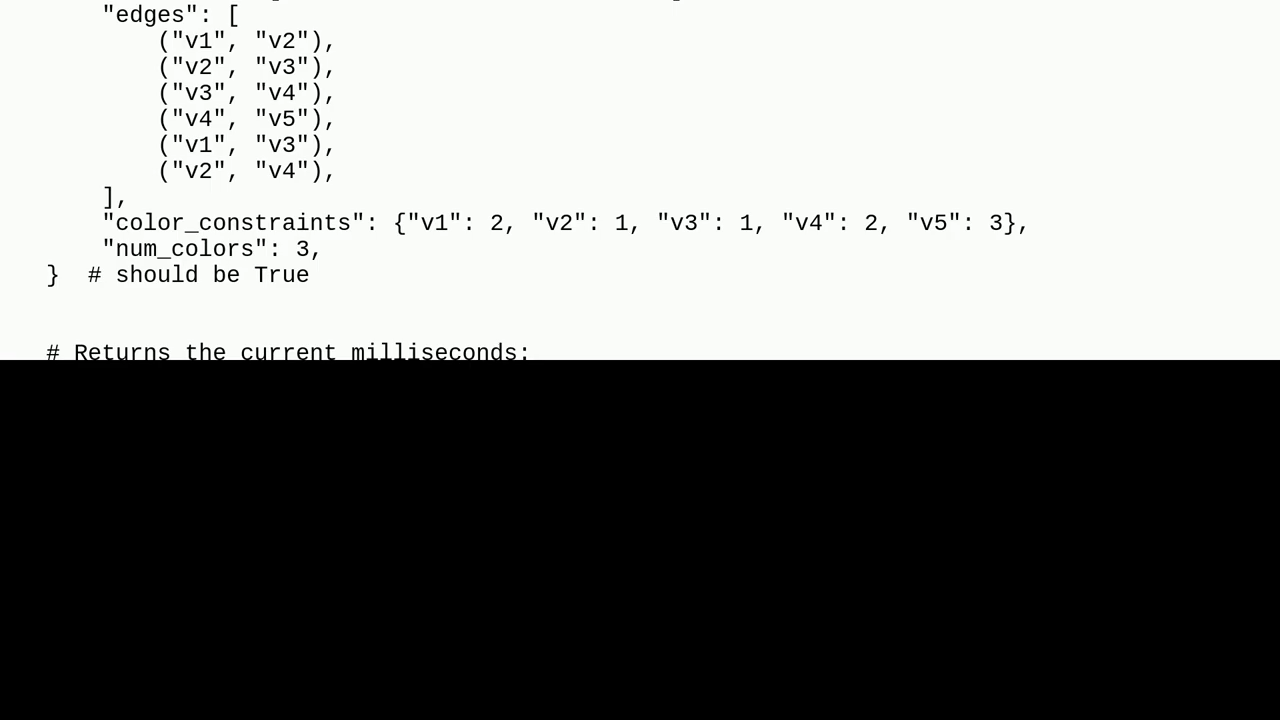 "edges": [
("v1", "v2"),
("v2", "v3"),
("v3", "v4"),
("v4", "v5"),
("v1", "v3"),
("v2", "v4"),
],
"color_constraints": {"v1": 2, "v2": 1, "v3": 1, "v4": 2, "v5": 3},
"num_colors": 3,
}  # should be True
# Returns the current milliseconds: